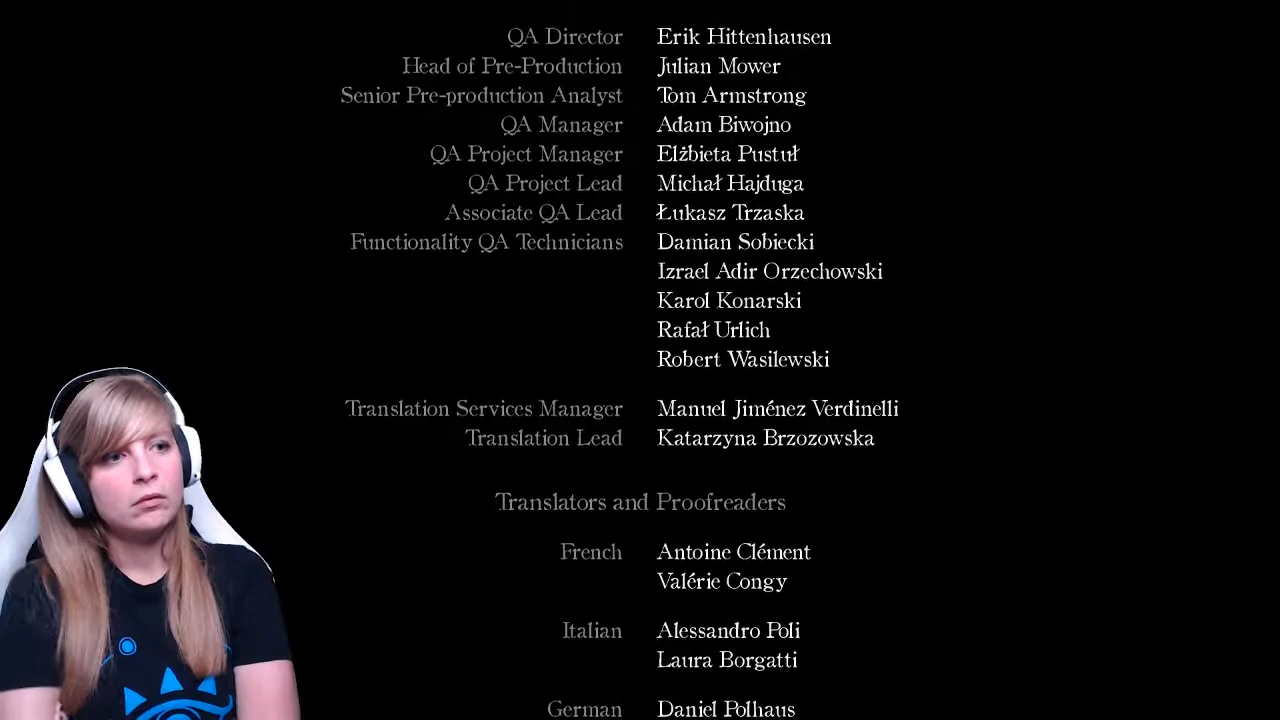 QA Director Erik Hittenhausen
Head of Pre-Production Julian Mower
Senior Pre-production Analyst Tom Armstrong
QA Manager Adam Biwojno
QA Project Manager Elżbieta Pustuł
QA Project Lead Michał Hajduga
Associate QA Lead Łukasz Trzaska
Functionality QA Technicians Damian Sobiecki
Izrael Adir Orzechowski
Karol Konarski
Rafał Urlich
Robert Wasilewski
Translation Services Manager Manuel Jiménez Verdinelli
Translation Lead Katarzyna Brzozowska
Translators and Proofreaders
French Antoine Clément
Valérie Congy
Italian Alessandro Poli
Laura Borgatti
German Daniel Polhaus